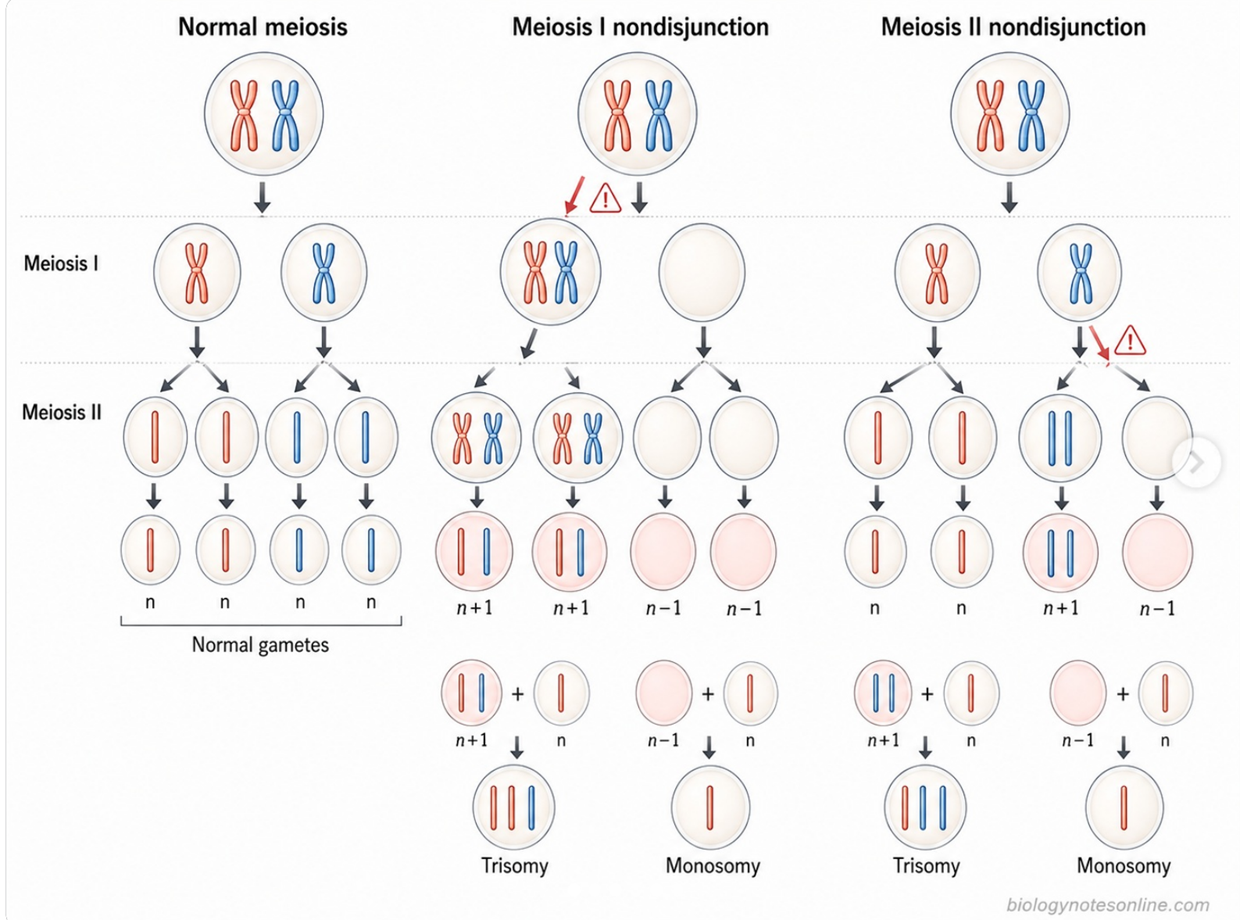 Normal meiosis
Meiosis I nondisjunction
Meiosis II nondisjunction
!
Meiosis I
!
Meiosis II
n n n n
n+1 n+1 n−1 n−1
n n n+1 n−1
Normal gametes
+ + + +
n+1 n n−1 n n+1 n n−1 n
Trisomy Monosomy Trisomy Monosomy
biologynotesonline.com